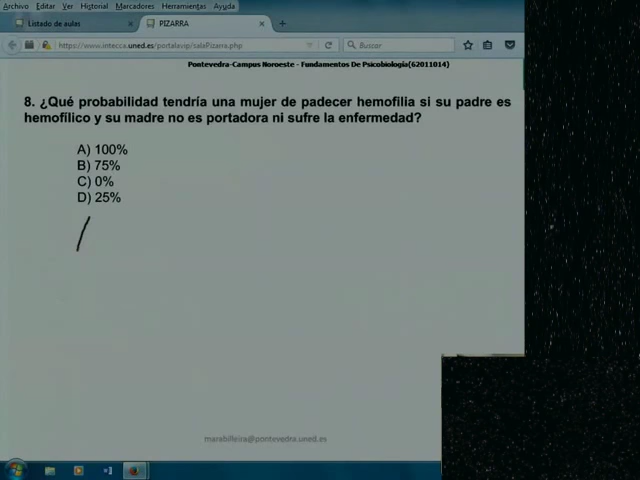 Archivo Editar Ver Historial Marcadores Herramientas Ayuda
Listado de aulas × PIZARRA × +
https://www.intecca.uned.es/portalavip/salaPizarra.php Buscar
Pontevedra-Campus Noroeste - Fundamentos De Psicobiología(62011014)
8. ¿Qué probabilidad tendría una mujer de padecer hemofilia si su padre es
hemofílico y su madre no es portadora ni sufre la enfermedad?
A) 100%
B) 75%
C) 0%
D) 25%
marabilleira@pontevedra.uned.es